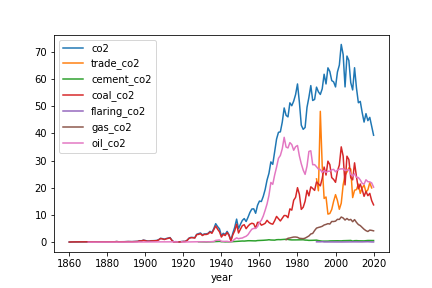 70
60
50
40
30
20
10
0
co2
trade_co2
cement_co2
coal_co2
flaring_co2
gas_co2
oil_co2
1860 1880 1900 1920 1940 1960 1980 2000 2020
year